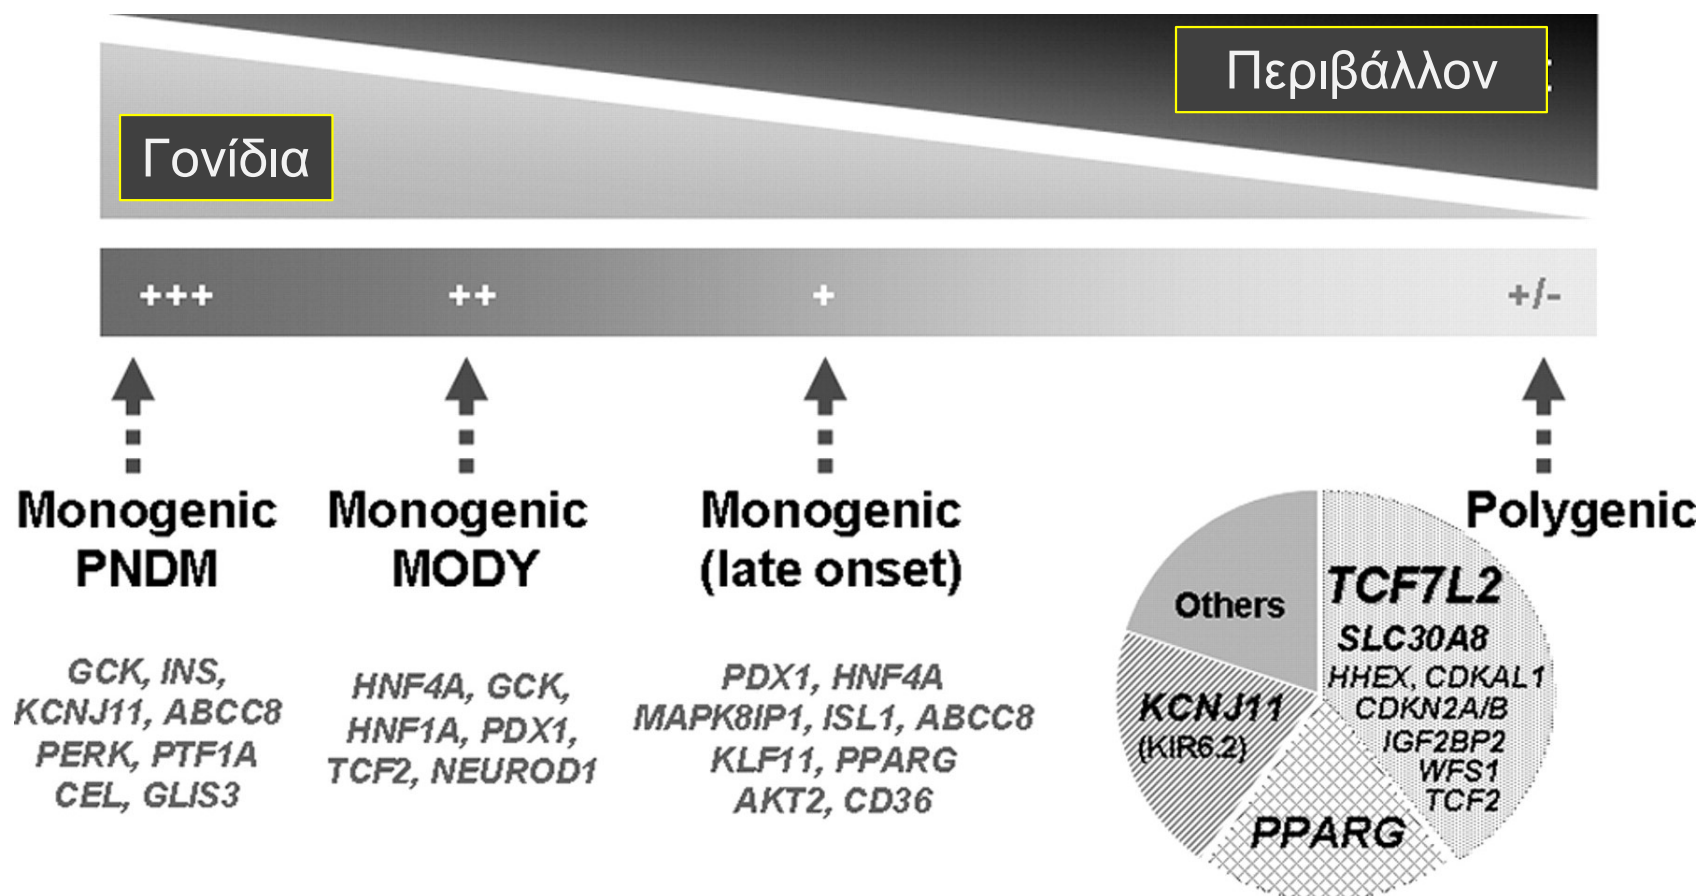 Περιβάλλον
Γονίδια
+++
++
+
+/-
Monogenic
PNDM
GCK, INS,
KCNJ11, ABCC8
PERK, PTF1A
CEL, GLIS3
Monogenic
MODY
HNF4A, GCK,
HNF1A, PDX1,
TCF2, NEUROD1
Monogenic
(late onset)
PDX1, HNF4A
MAPK8IP1, ISL1, ABCC8
KLF11, PPARG
AKT2, CD36
Polygenic
Others
TCF7L2
SLC30A8
HHEX, CDKAL1
CDKN2A/B
IGF2BP2
WFS1
TCF2
KCNJ11
(KIR6.2)
PPARG